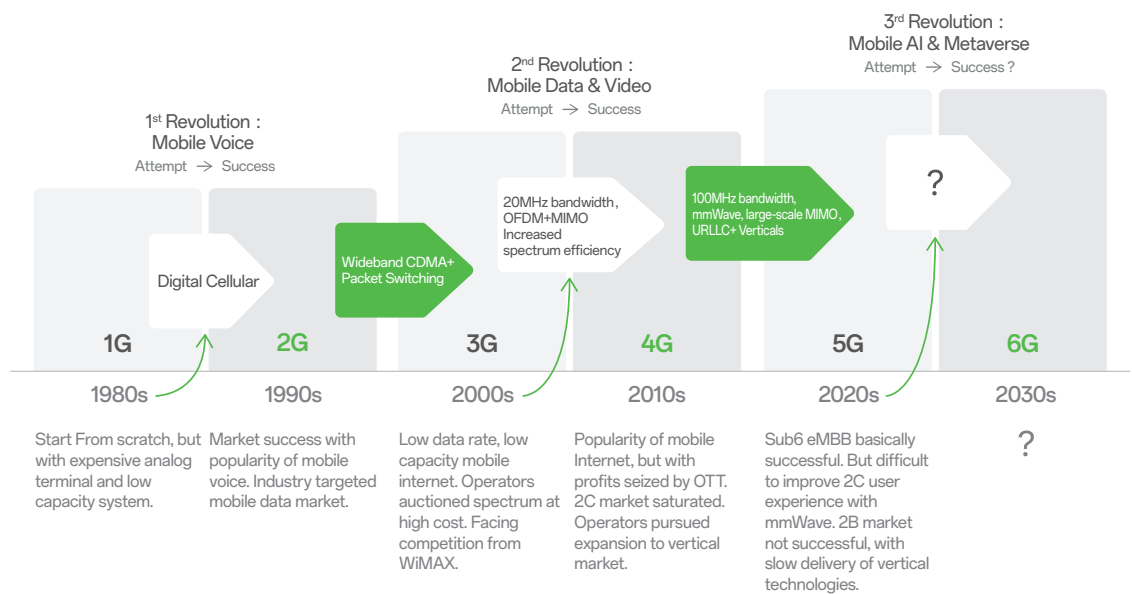 1st Revolution :
Mobile Voice
Attempt → Success
2nd Revolution :
Mobile Data & Video
Attempt → Success
3rd Revolution :
Mobile AI & Metaverse
Attempt → Success ?
Digital Cellular
Wideband CDMA+
Packet Switching
20MHz bandwidth,
OFDM+MIMO
Increased
spectrum efficiency
100MHz bandwidth,
mmWave, large-scale MIMO,
URLLC+ Verticals
?
1G
2G
3G
4G
5G
6G
1980s
1990s
2000s
2010s
2020s
2030s
Start From scratch, but
with expensive analog
terminal and low
capacity system.
Market success with
popularity of mobile
voice. Industry targeted
mobile data market.
Low data rate, low
capacity mobile
internet. Operators
auctioned spectrum at
high cost. Facing
competition from
WiMAX.
Popularity of mobile
Internet, but with
profits seized by OTT.
2C market saturated.
Operators pursued
expansion to vertical
market.
Sub6 eMBB basically
successful. But difficult
to improve 2C user
experience with
mmWave. 2B market
not successful, with
slow delivery of vertical
technologies.
?